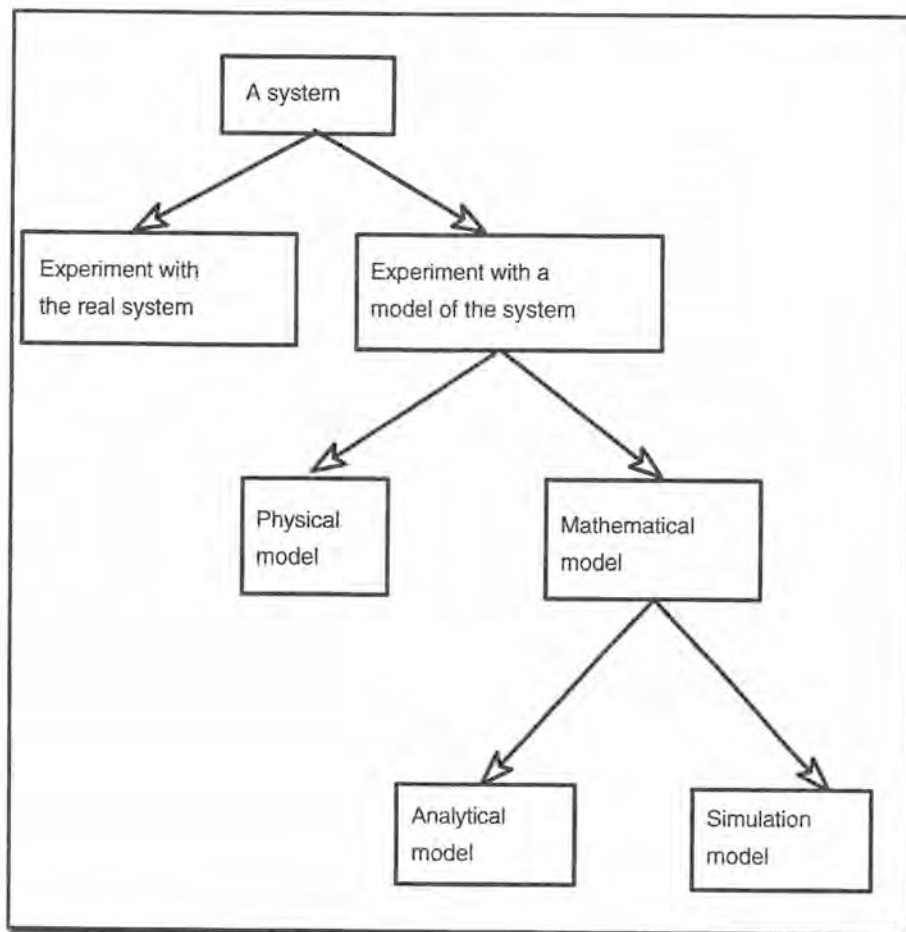 A system
Experiment with
the real system
Experiment with a
model of the system
Physical
model
Mathematical
model
Analytical
model
Simulation
model